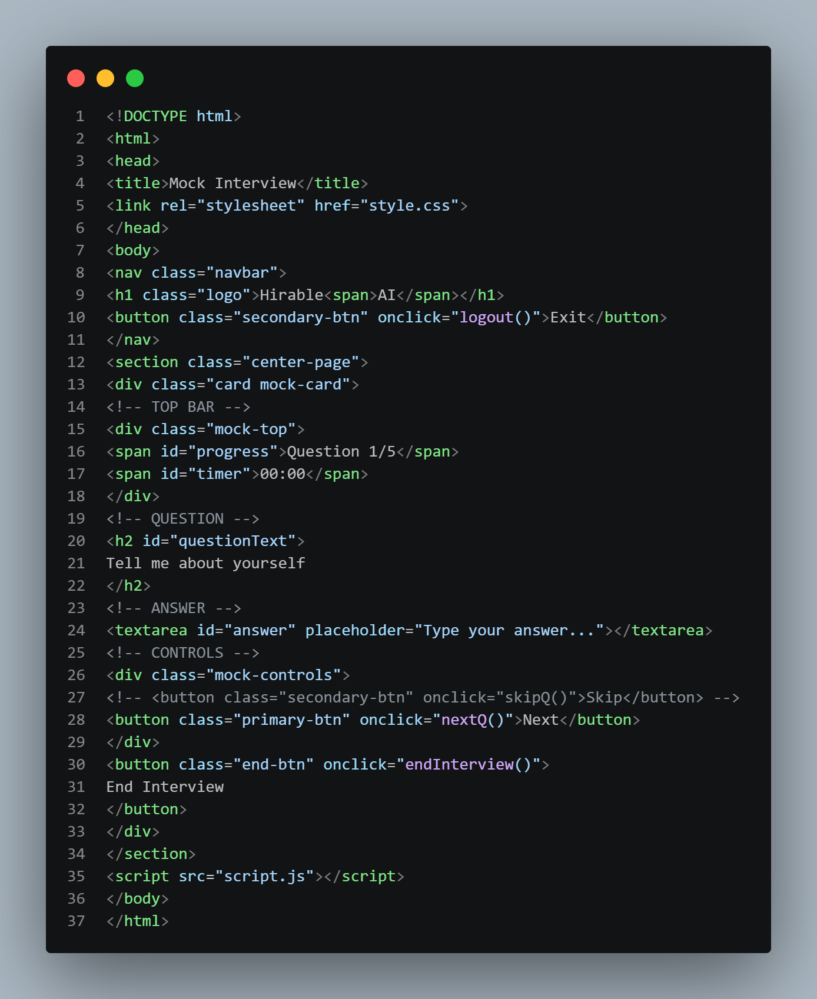 1 <!DOCTYPE html>
2 <html>
3 <head>
4 <title>Mock Interview</title>
5 <link rel="stylesheet" href="style.css">
6 </head>
7 <body>
8 <nav class="navbar">
9 <h1 class="logo">Hirable<span>AI</span></h1>
10 <button class="secondary-btn" onclick="logout()">Exit</button>
11 </nav>
12 <section class="center-page">
13 <div class="card mock-card">
14 <!-- TOP BAR -->
15 <div class="mock-top">
16 <span id="progress">Question 1/5</span>
17 <span id="timer">00:00</span>
18 </div>
19 <!-- QUESTION -->
20 <h2 id="questionText">
21 Tell me about yourself
22 </h2>
23 <!-- ANSWER -->
24 <textarea id="answer" placeholder="Type your answer..."></textarea>
25 <!-- CONTROLS -->
26 <div class="mock-controls">
27 <!-- <button class="secondary-btn" onclick="skipQ()">Skip</button> -->
28 <button class="primary-btn" onclick="nextQ()">Next</button>
29 </div>
30 <button class="end-btn" onclick="endInterview()">
31 End Interview
32 </button>
33 </div>
34 </section>
35 <script src="script.js"></script>
36 </body>
37 </html>